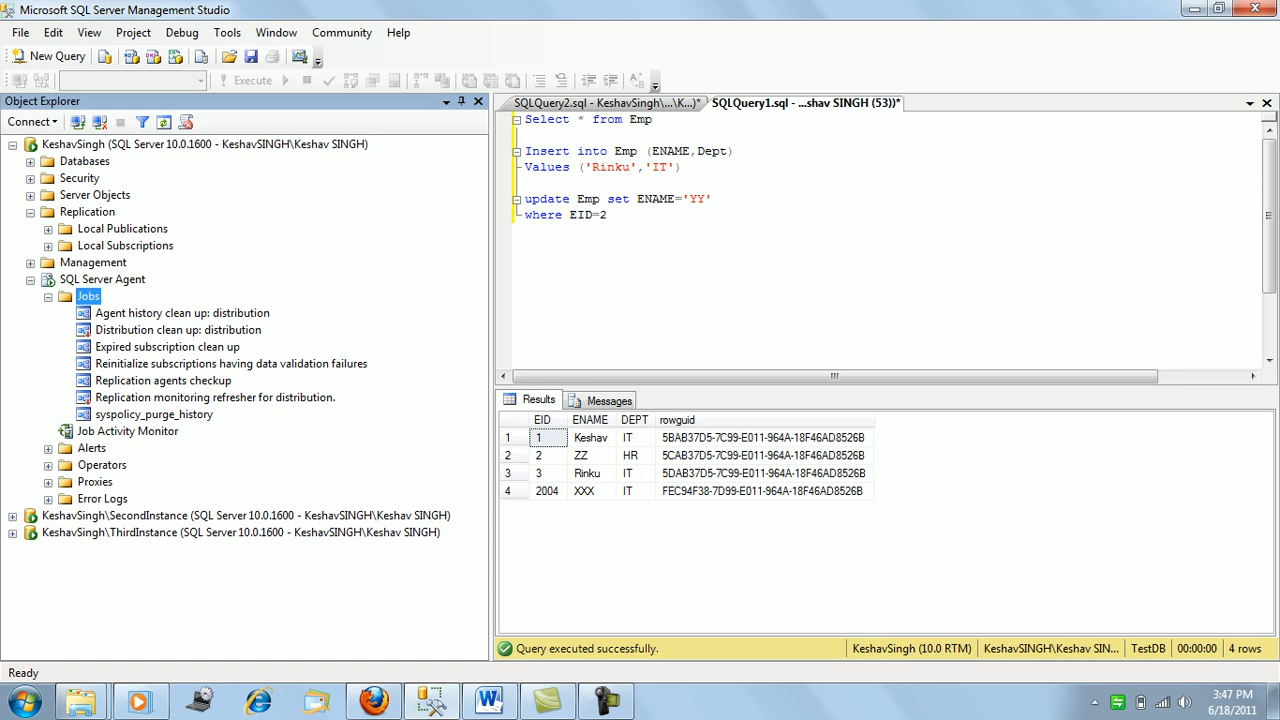 Microsoft SQL Server Management Studio
File Edit View Project Debug Tools Window Community Help
New Query
Execute
Object Explorer
Connect
KeshavSingh (SQL Server 10.0.1600 - KeshavSINGH\Keshav SINGH)
Databases
Security
Server Objects
Replication
Local Publications
Local Subscriptions
Management
SQL Server Agent
Jobs
Agent history clean up: distribution
Distribution clean up: distribution
Expired subscription clean up
Reinitialize subscriptions having data validation failures
Replication agents checkup
Replication monitoring refresher for distribution.
syspolicy_purge_history
Job Activity Monitor
Alerts
Operators
Proxies
Error Logs
KeshavSingh\SecondInstance (SQL Server 10.0.1600 - KeshavSINGH\Keshav SINGH)
KeshavSingh\ThirdInstance (SQL Server 10.0.1600 - KeshavSINGH\Keshav SINGH)
SQLQuery2.sql - KeshavSingh\...\K...)* SQLQuery1.sql - ...shav SINGH (53))*
Select * from Emp
Insert into Emp (ENAME,Dept)
Values ('Rinku','IT')
update Emp set ENAME='YY'
where EID=2
Results Messages
EID ENAME DEPT rowguid
1 1 Keshav IT 5BAB37D5-7C99-E011-964A-18F46AD8526B
2 2 ZZ HR 5CAB37D5-7C99-E011-964A-18F46AD8526B
3 3 Rinku IT 5DAB37D5-7C99-E011-964A-18F46AD8526B
4 2004 XXX IT FEC94F38-7D99-E011-964A-18F46AD8526B
Query executed successfully. KeshavSingh (10.0 RTM) KeshavSINGH\Keshav SIN... TestDB 00:00:00 4 rows
Ready
3:47 PM
6/18/2011